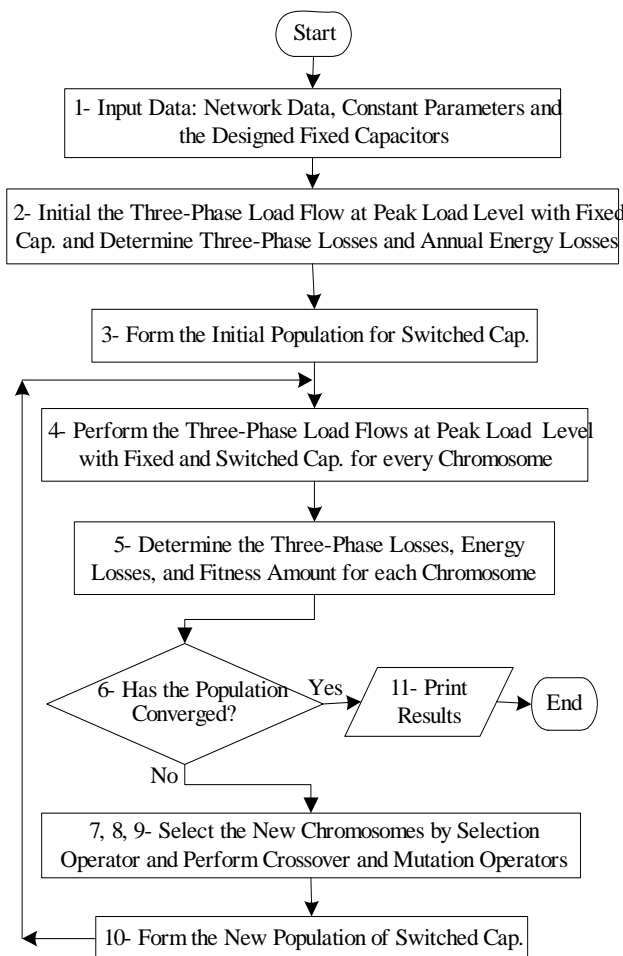 Start
1- Input Data: Network Data, Constant Parameters and
the Designed Fixed Capacitors
2- Initial the Three-Phase Load Flow at Peak Load Level with Fixed
Cap. and Determine Three-Phase Losses and Annual Energy Losses
3- Form the Initial Population for Switched Cap.
4- Perform the Three-Phase Load Flows at Peak Load Level
with Fixed and Switched Cap. for every Chromosome
5- Determine the Three-Phase Losses, Energy
Losses, and Fitness Amount for each Chromosome
6- Has the Population
Converged?
Yes
11- Print
Results
End
No
7, 8, 9- Select the New Chromosomes by Selection
Operator and Perform Crossover and Mutation Operators
10- Form the New Population of Switched Cap.